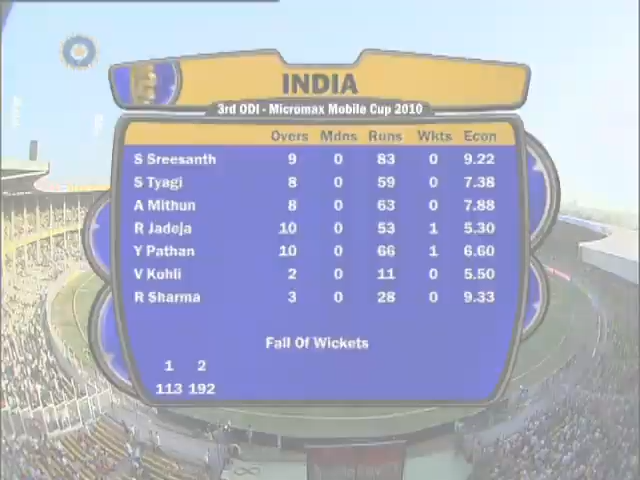 INDIA
3rd ODI - Micromax Mobile Cup 2010
Overs Mdns Runs Wkts Econ
S Sreesanth 9 0 83 0 9.22
S Tyagi 8 0 59 0 7.38
A Mithun 8 0 63 0 7.88
R Jadeja 10 0 53 1 5.30
Y Pathan 10 0 66 1 6.60
V Kohli 2 0 11 0 5.50
R Sharma 3 0 28 0 9.33
Fall Of Wickets
1 2
113 192